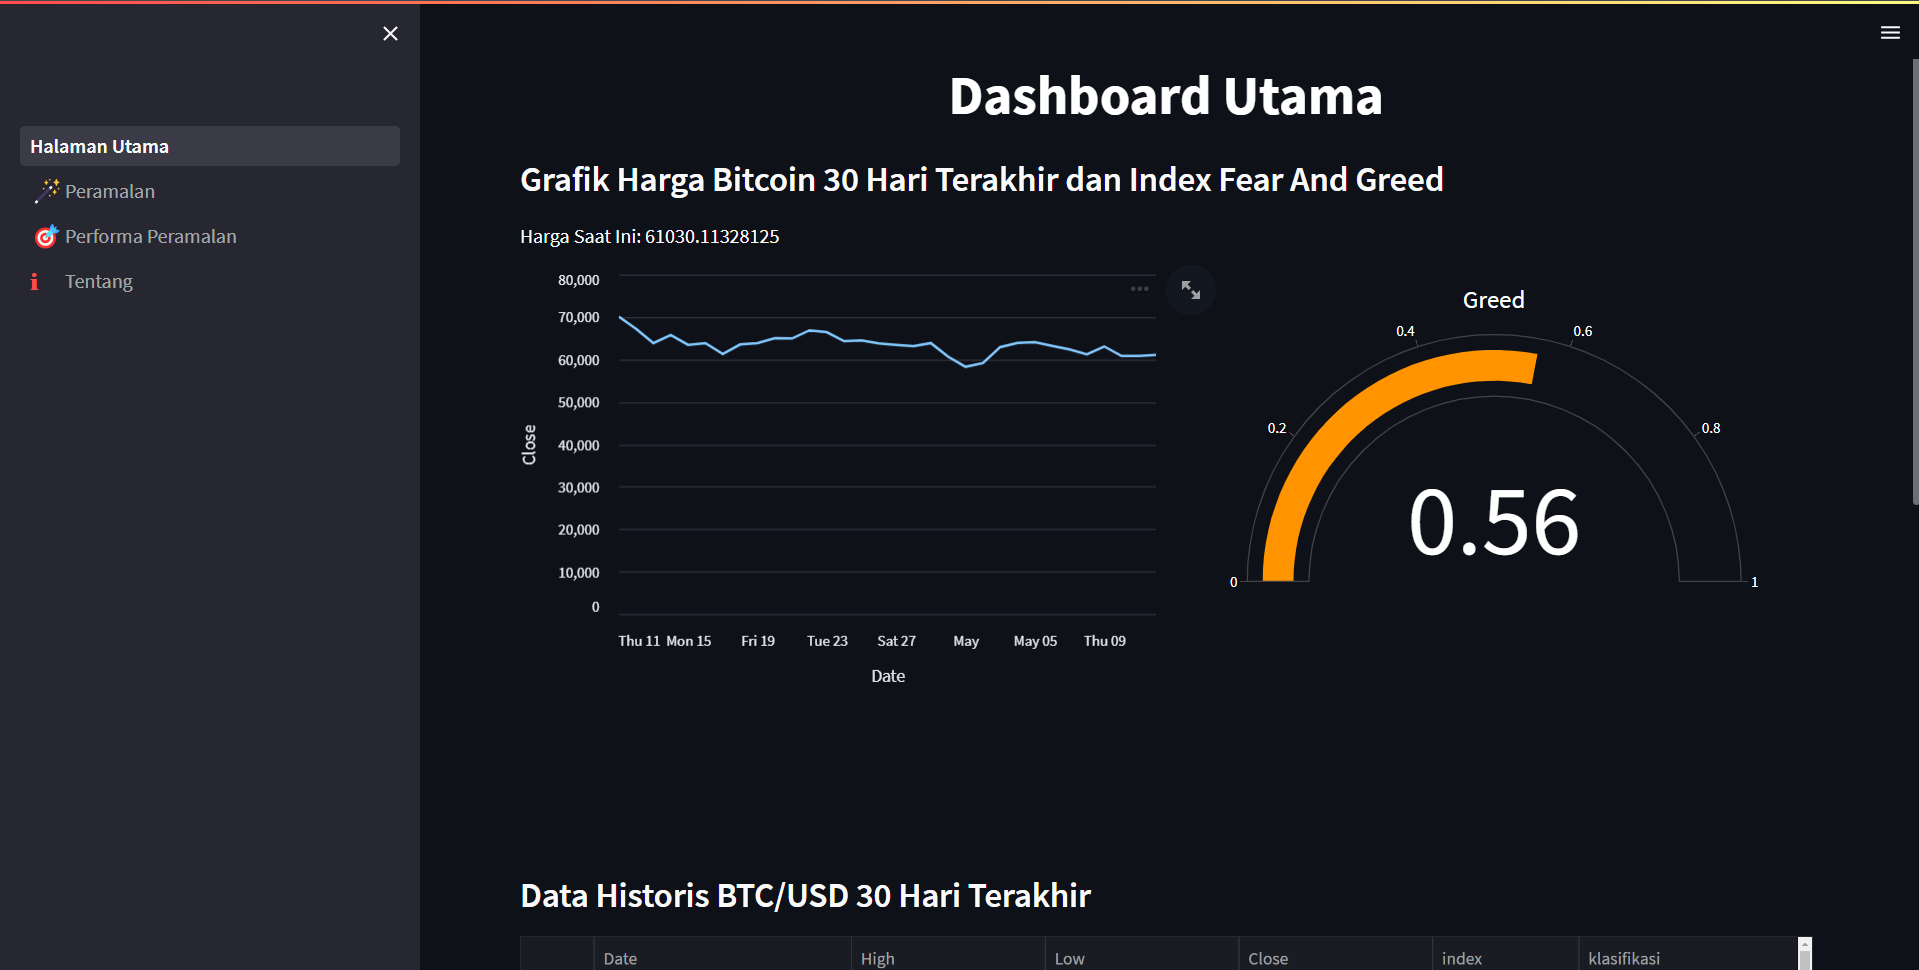 Halaman Utama
Peramalan
Performa Peramalan
Tentang
Dashboard Utama
Grafik Harga Bitcoin 30 Hari Terakhir dan Index Fear And Greed
Harga Saat Ini: 61030.11328125
80,000
70,000
60,000
50,000
40,000
30,000
20,000
10,000
0
Close
Thu 11 Mon 15 Fri 19 Tue 23 Sat 27 May May 05 Thu 09
Date
Greed
0.4 0.6
0.2 0.8
0.56
0 1
Data Historis BTC/USD 30 Hari Terakhir
Date High Low Close index klasifikasi